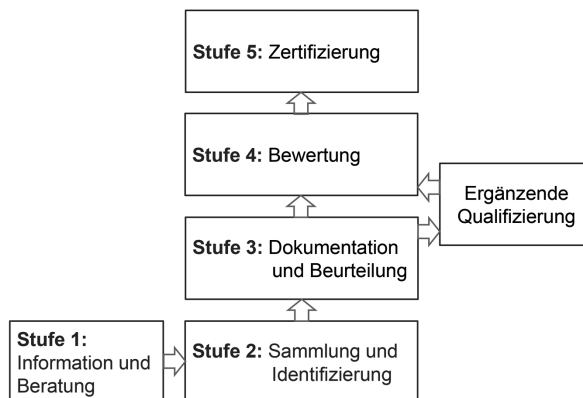 Stufe 5: Zertifizierung
Stufe 4: Bewertung
Ergänzende
Qualifizierung
Stufe 3: Dokumentation
und Beurteilung
Stufe 1:
Information und
Beratung
Stufe 2: Sammlung und
Identifizierung